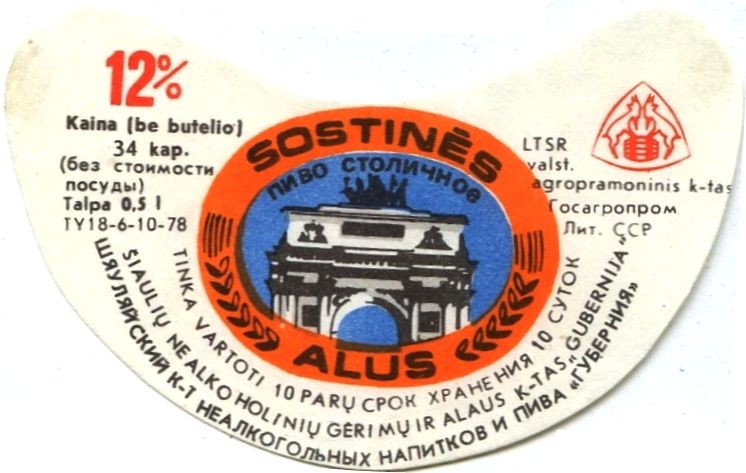 12%
Kaina (be butelio)
34 kap.
(без стоимости
посуды)
Talpa 0,5 l
ТУ18-6-10-78
SOSTINĖS
ПИВО СТОЛИЧНОЕ
ALUS
LTSR
valst.
agropramoninis k-tas
Госагропром
Лит. ССР
TINKA VARTOTI 10 PARŲ СРОК ХРАНЕНИЯ 10 СУТОК
ŠIAULIŲ NEALKOHOLINIŲ GĖRIMŲ IR ALAUS K-TAS „GUBERNIJA"
ШЯУЛЯЙСКИЙ К-Т НЕАЛКОГОЛЬНЫХ НАПИТКОВ И ПИВА «ГУБЕРНИЯ»